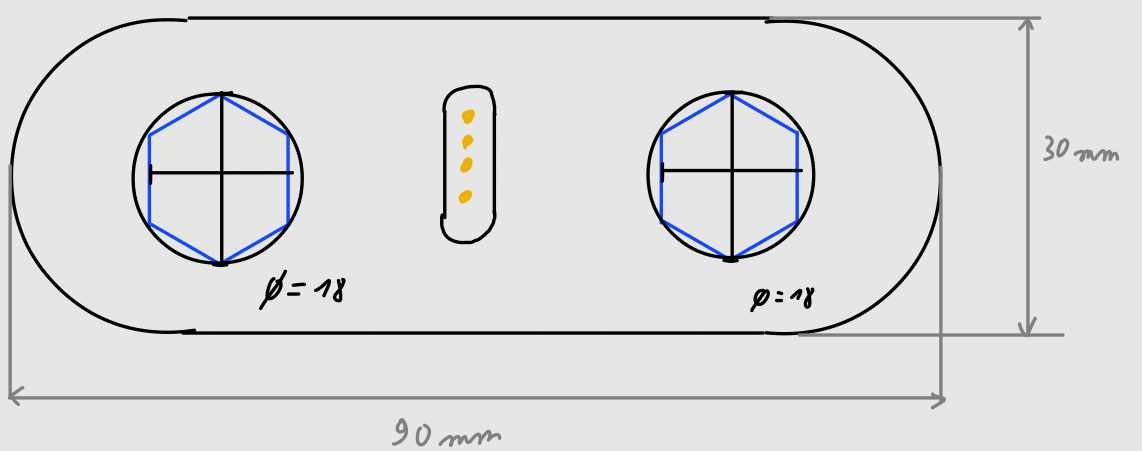 30 mm
ø = 18
ø = 18
90 mm